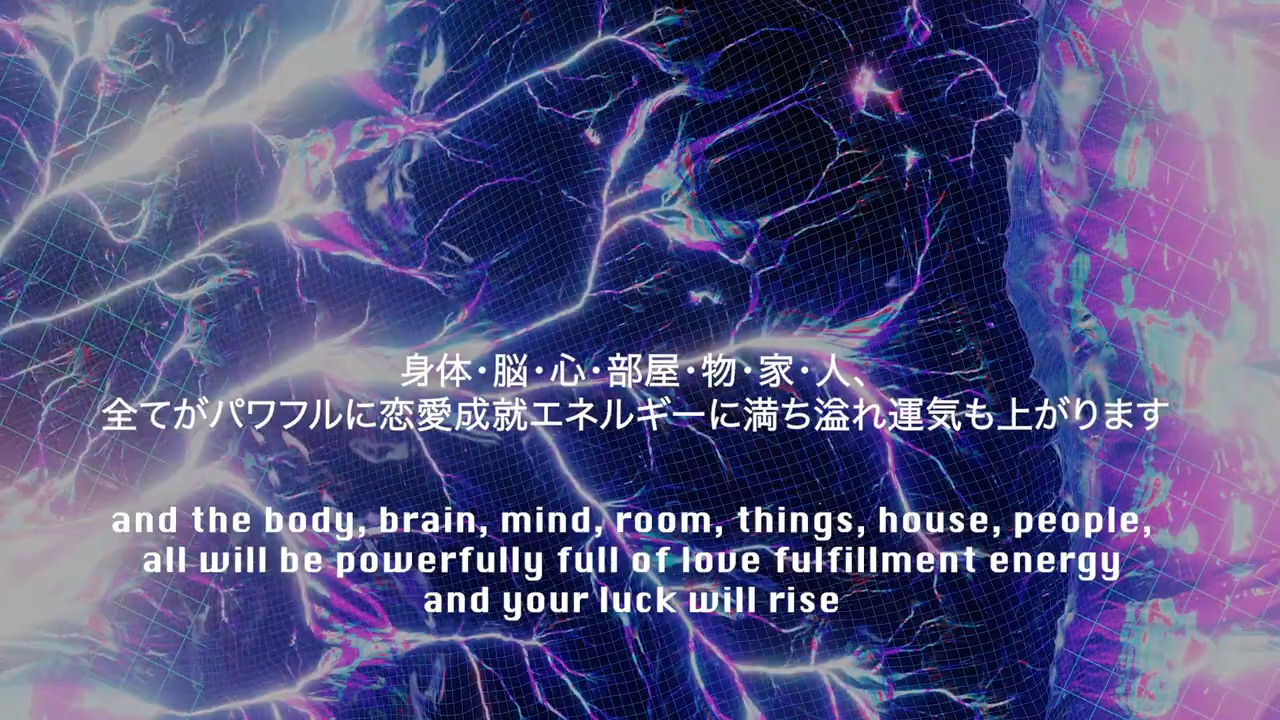 身体・脳・心・部屋・物・家・人、
全てがパワフルに恋愛成就エネルギーに満ち溢れ運気も上がります
and the body, brain, mind, room, things, house, people,
all will be powerfully full of love fulfillment energy
and your luck will rise